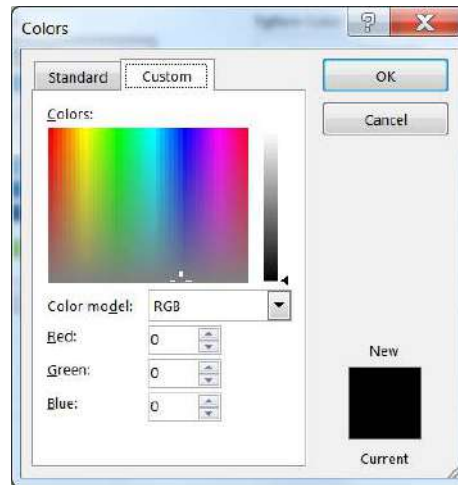 Colors
?
X
Standard
Custom
OK
Cancel
Colors:
Color model:
RGB
Red:
0
Green:
0
Blue:
0
New
Current